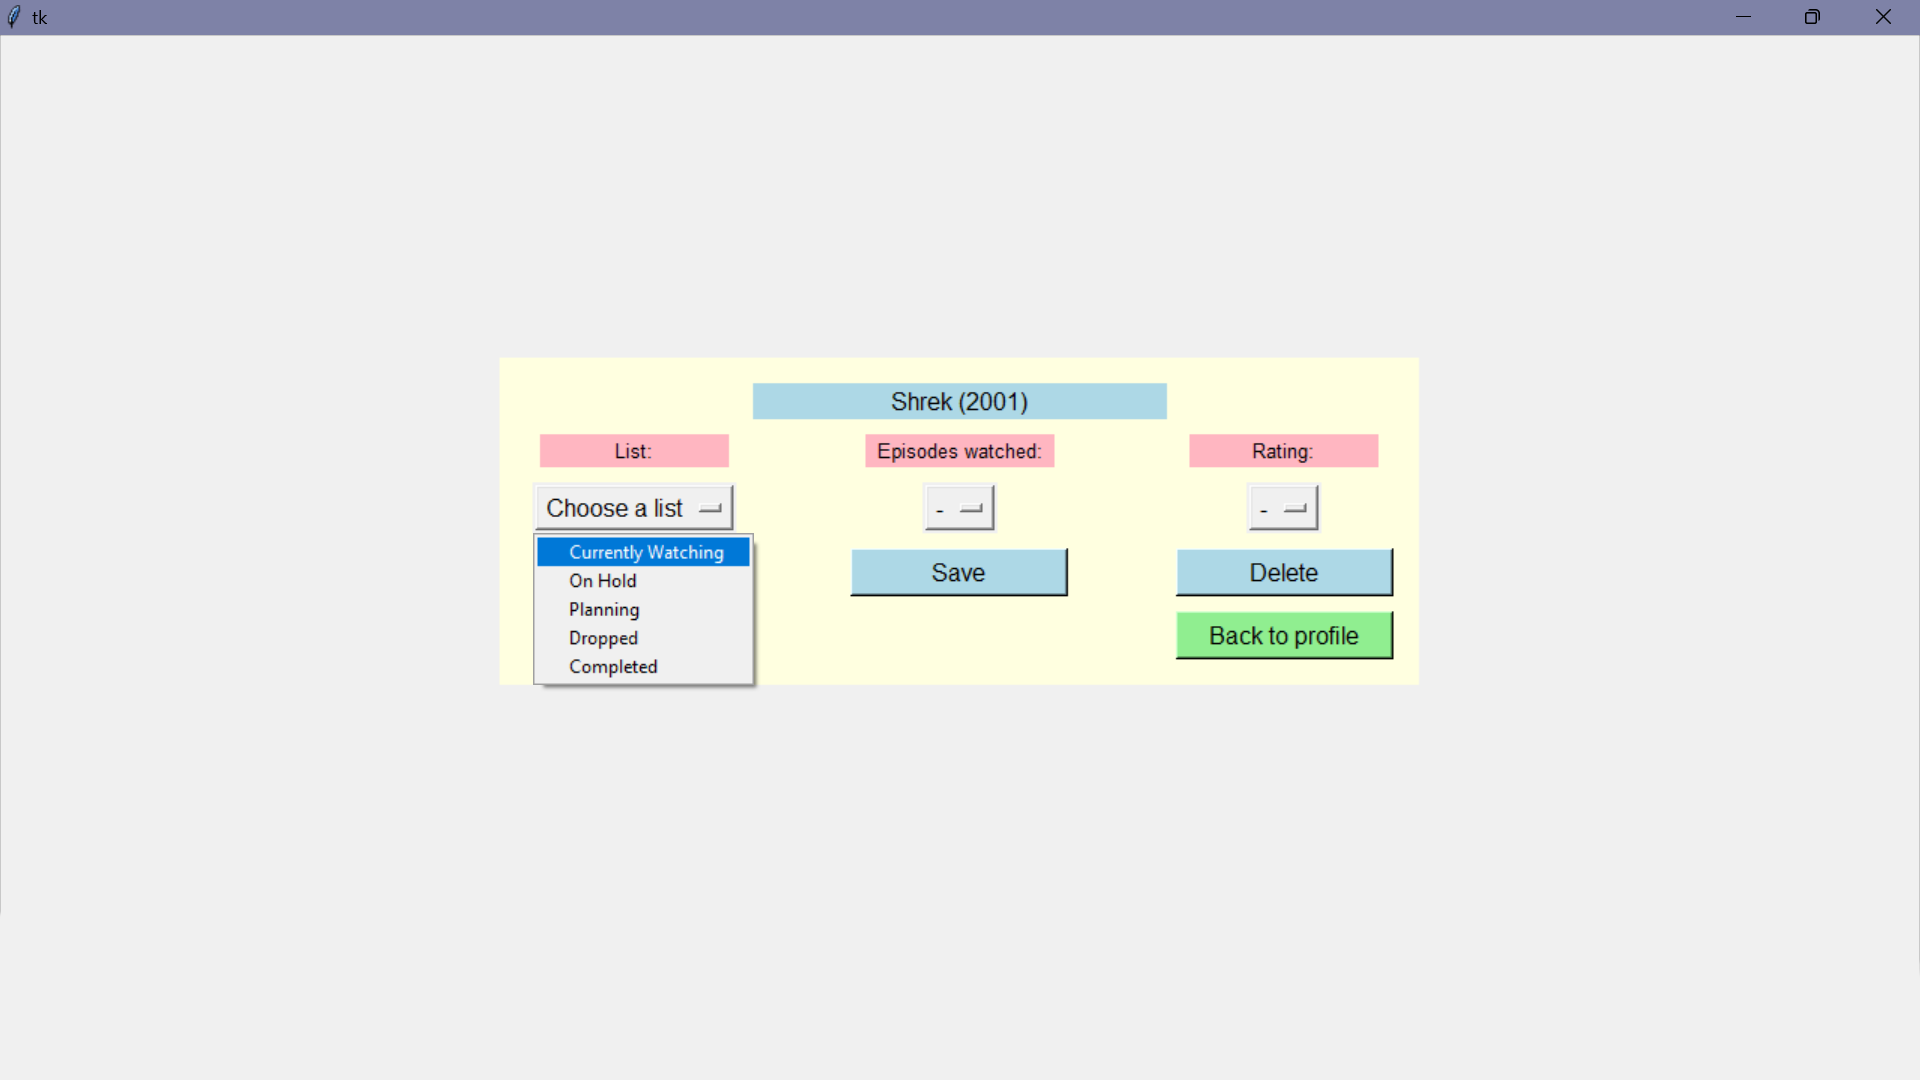 tk
Shrek (2001)
List:
Episodes watched:
Rating:
Choose a list
-
-
Currently Watching
On Hold
Planning
Dropped
Completed
Save
Delete
Back to profile